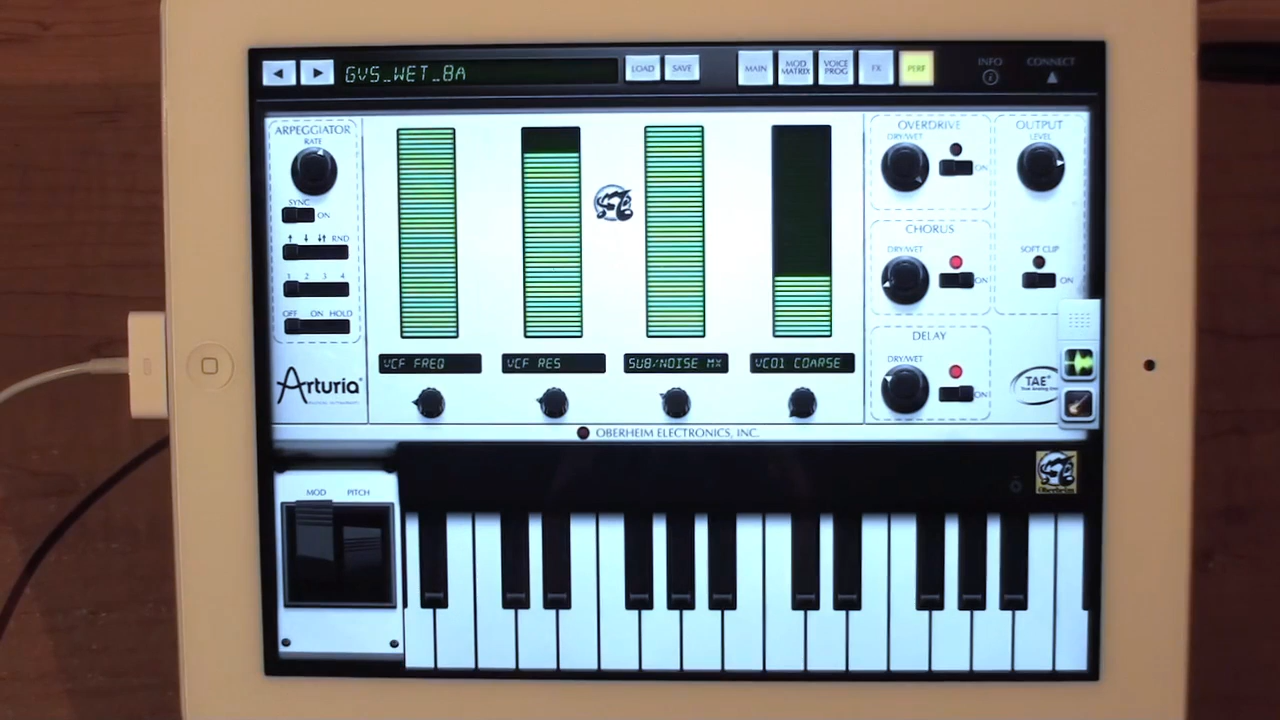 GVS_WET_8A
LOAD
SAVE
MAIN
MOD
MATRIX
VOICE
PROG
FX
PERF
INFO
CONNECT
ARPEGGIATOR
RATE
SYNC
ON
RND
1 2 3 4
OFF ON HOLD
Arturia
VCF FREQ
VCF RES
SUB/NOISE MX
VCO1 COARSE
OVERDRIVE
DRY/WET
ON
CHORUS
DRY/WET
ON
DELAY
DRY/WET
ON
OUTPUT
LEVEL
SOFT CLIP
ON
TAE
OBERHEIM ELECTRONICS, INC.
MOD
PITCH
Oberheim